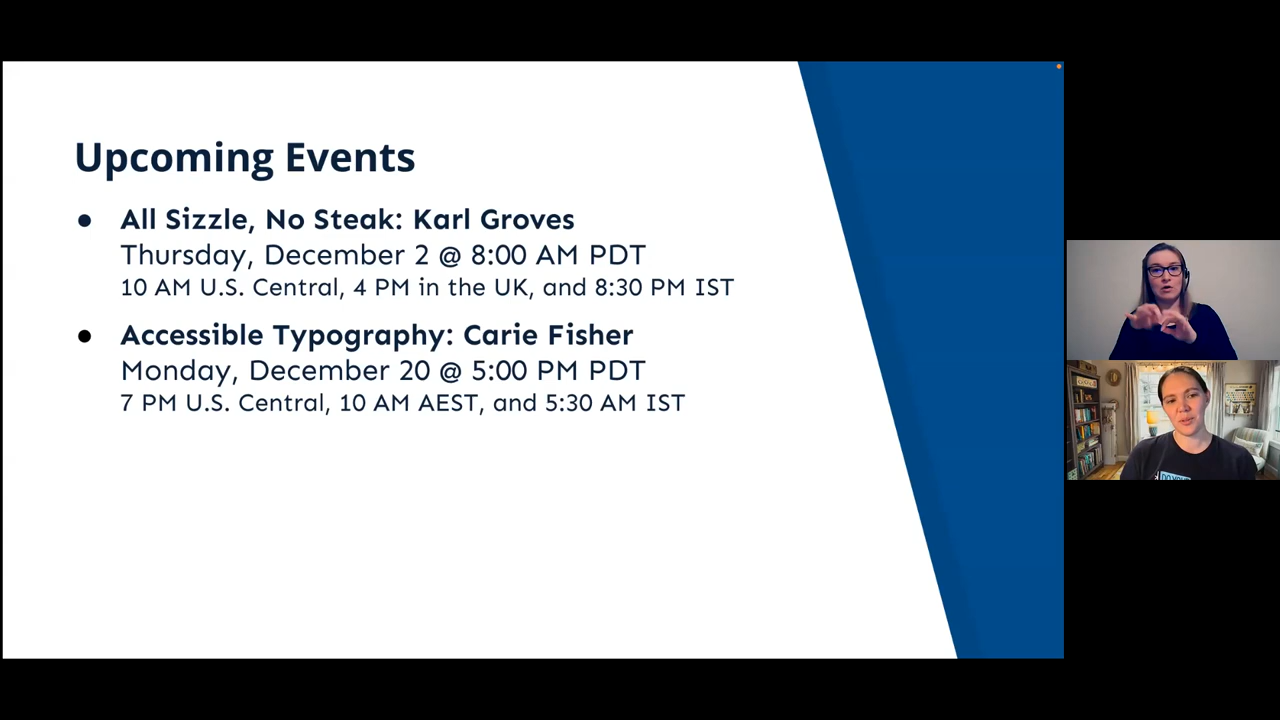 Upcoming Events
● All Sizzle, No Steak: Karl Groves
Thursday, December 2 @ 8:00 AM PDT
10 AM U.S. Central, 4 PM in the UK, and 8:30 PM IST
● Accessible Typography: Carie Fisher
Monday, December 20 @ 5:00 PM PDT
7 PM U.S. Central, 10 AM AEST, and 5:30 AM IST